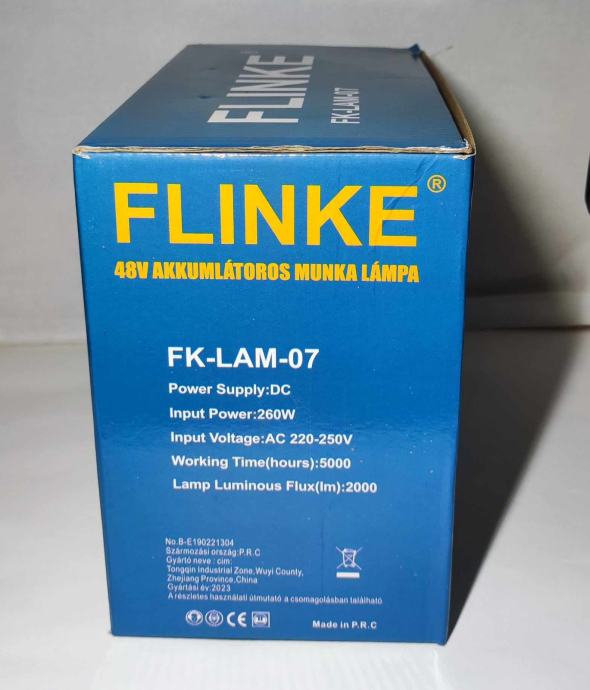 FLINKE
FK-LAM-07
FLINKE®
48V AKKUMLÁTOROS MUNKA LÁMPA
FK-LAM-07
Power Supply:DC
Input Power:260W
Input Voltage:AC 220-250V
Working Time(hours):5000
Lamp Luminous Flux(lm):2000
No.B-E190221304
Származási ország:P.R.C
Gyártó neve : cim:
Tongqin Industrial Zone,Wuyi County,
Zhejiang Province,China
Gyártási év:2023
A részletes használati útmutató a csomagolásban található
CE
Made in P.R.C